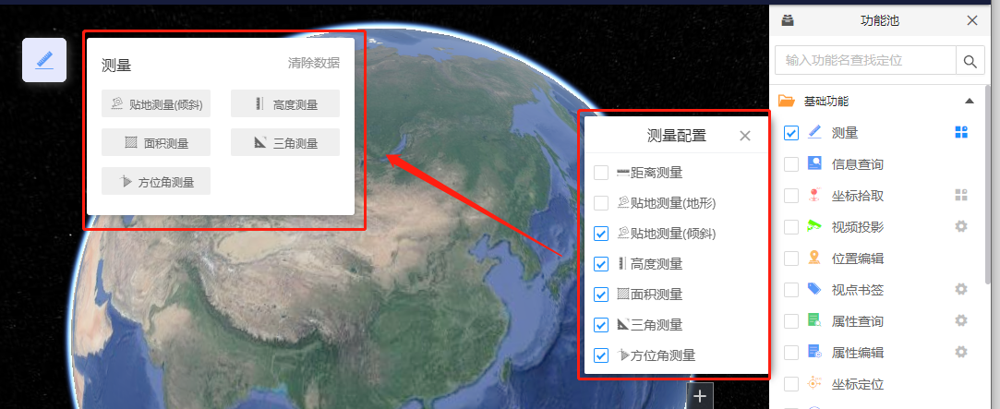 测量
清除数据
贴地测量(倾斜)
高度测量
面积测量
三角测量
方位角测量
测量配置
距离测量
贴地测量(地形)
贴地测量(倾斜)
高度测量
面积测量
三角测量
方位角测量
功能池
输入功能名查找定位
基础功能
测量
信息查询
坐标拾取
视频投影
位置编辑
视点书签
属性查询
属性编辑
坐标定位